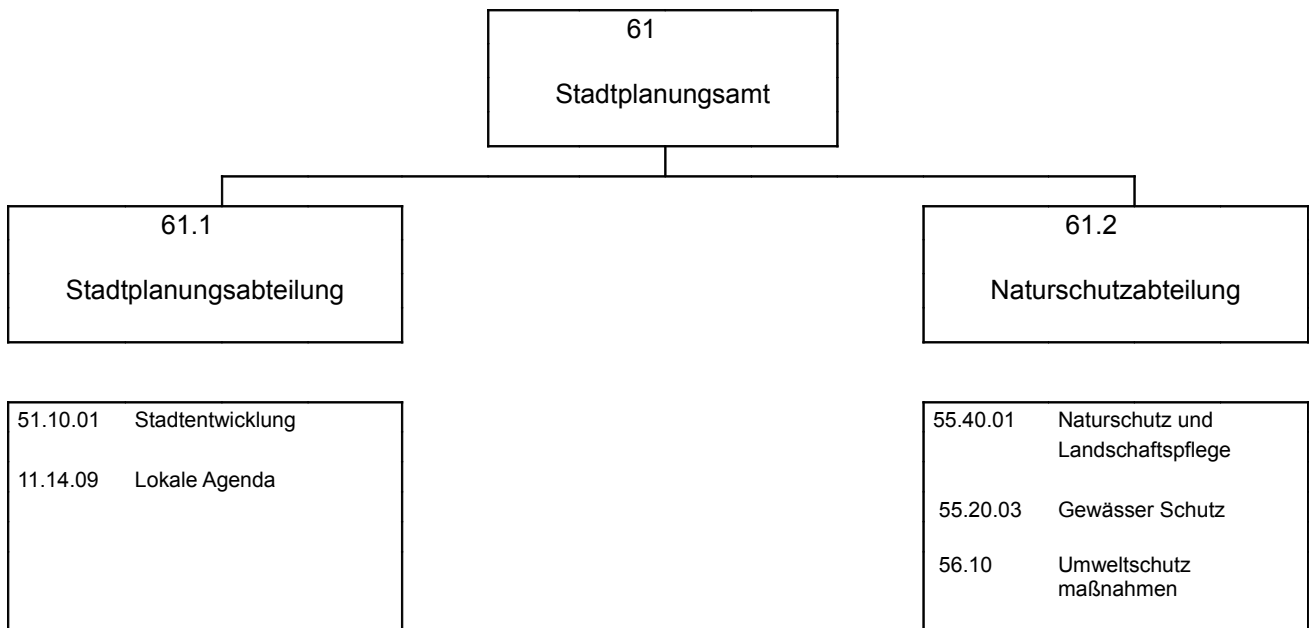 61
Stadtplanungsamt
61.1
Stadtplanungsabteilung
61.2
Naturschutzabteilung
51.10.01 Stadtentwicklung
11.14.09 Lokale Agenda
55.40.01 Naturschutz und
Landschaftspflege
55.20.03 Gewässer Schutz
56.10 Umweltschutz
maßnahmen